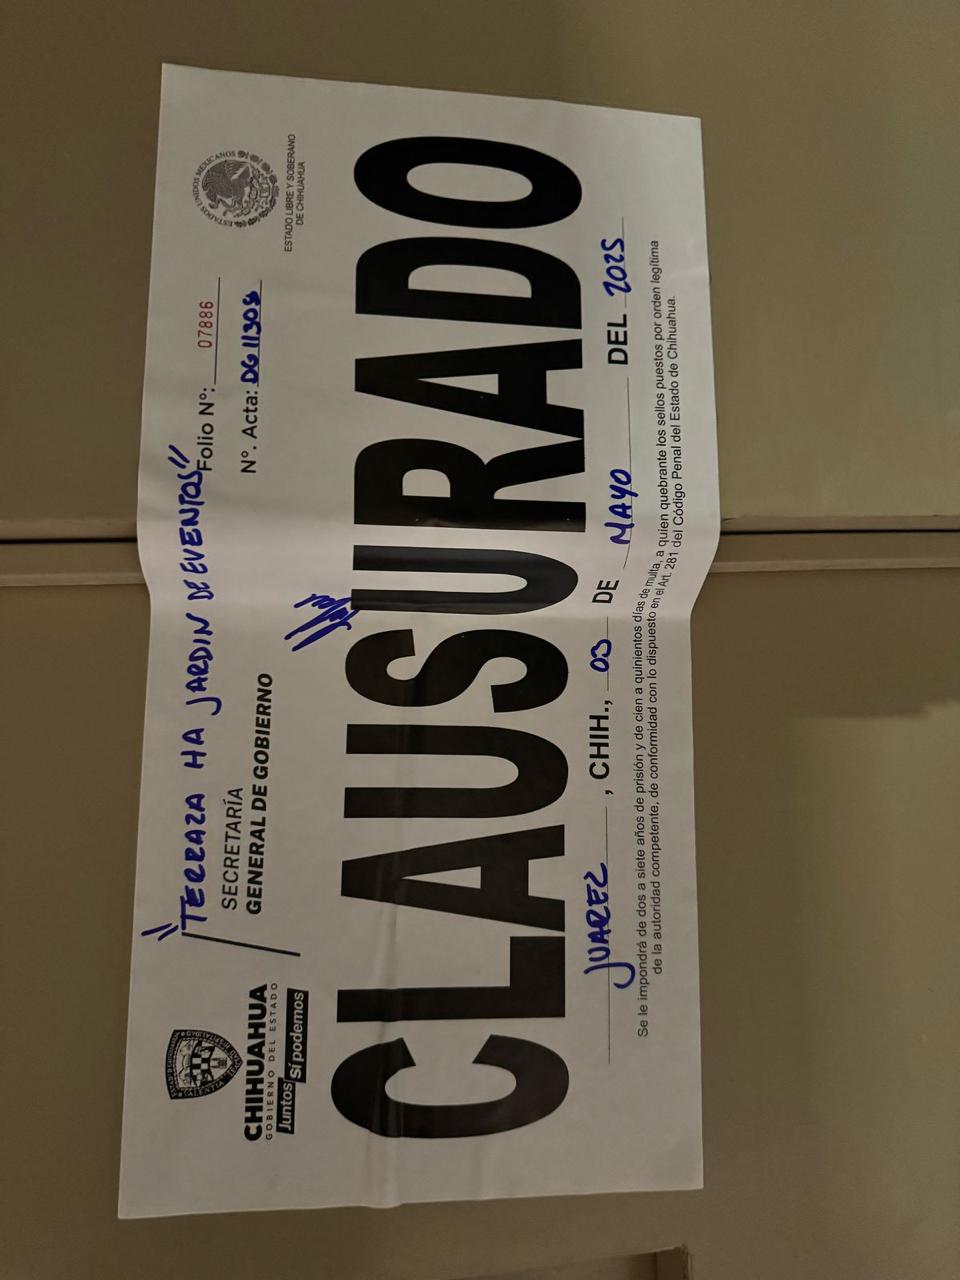 "TERRAZA HA JARDIN DE EVENTOS"
CHIHUAHUA
GOBIERNO DEL ESTADO
Juntos Sí podemos
SECRETARÍA
GENERAL DE GOBIERNO
Folio N°: 07886
N°. Acta: DG 11308
ESTADOS UNIDOS MEXICANOS
ESTADO LIBRE Y SOBERANO
DE CHIHUAHUA
CLAUSURADO
JUAREZ, CHIH., 03 DE MAYO DEL 2025
Se le impondrá de dos a siete años de prisión y de cien a quinientos días de multa, a quien quebrante los sellos puestos por orden legítima
de la autoridad competente, de conformidad con lo dispuesto en el Art. 281 del Código Penal del Estado de Chihuahua.